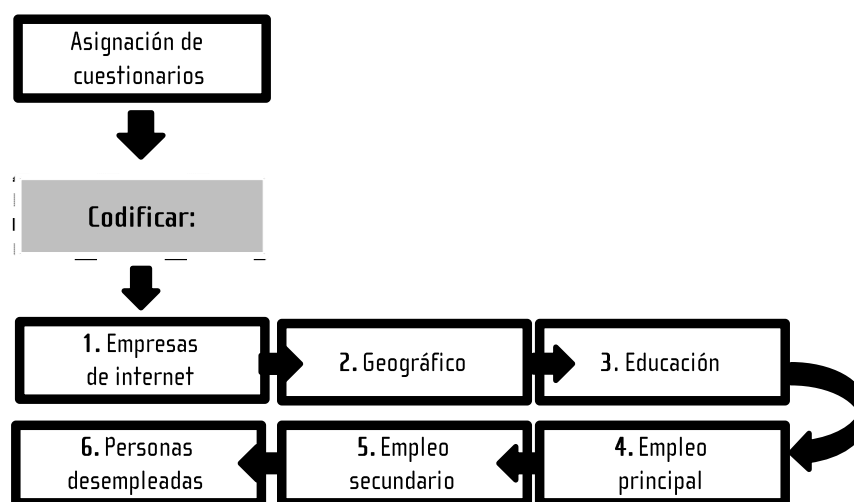 Asignación de
cuestionarios
Codificar:
1. Empresas
de internet
2. Geográfico
3. Educación
4. Empleo
principal
5. Empleo
secundario
6. Personas
desempleadas